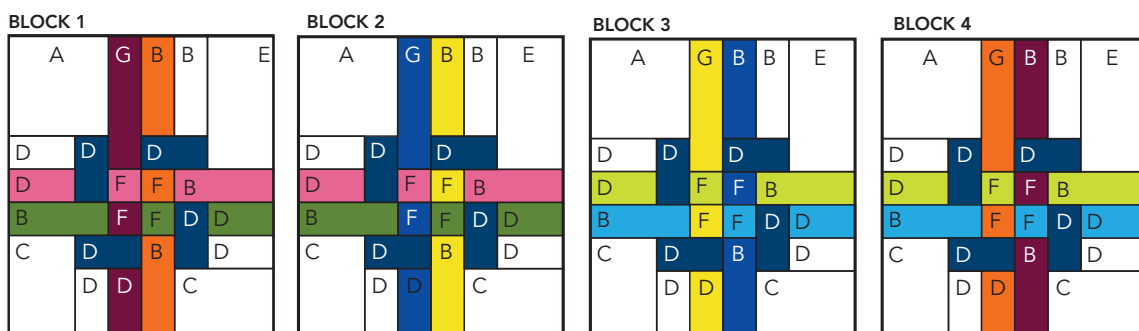 BLOCK 1 BLOCK 2 BLOCK 3 BLOCK 4
A G B B E A G B B E A G B B E A G B B E
D D D D D D D D D D D D
D F F B D F F B D F F B D F F B
B F F D D B F F D D B F F D D B F F D D
C D B D C D B D C D B D C D B D
D D C D D C D D C D D C